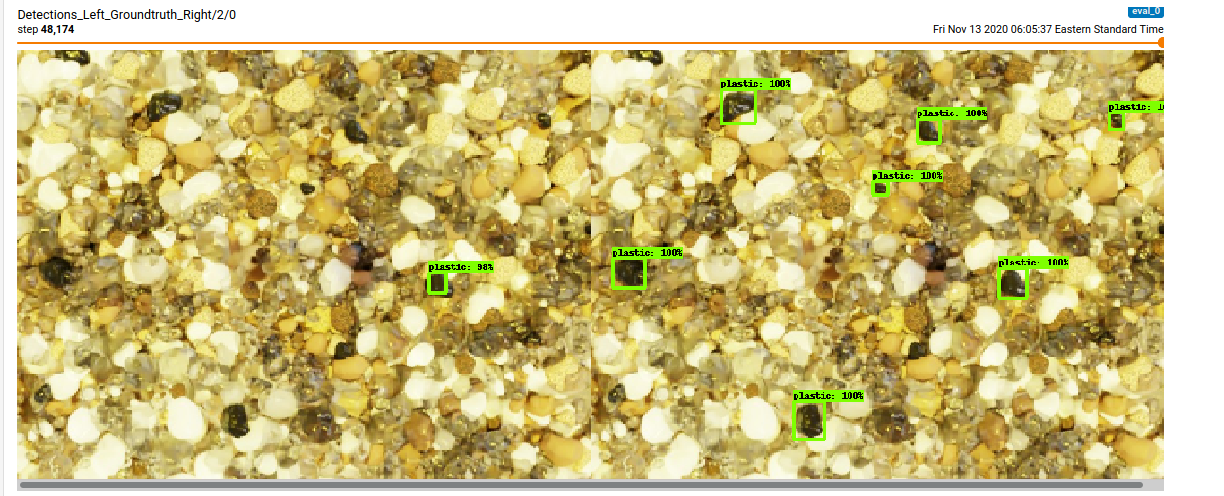 Detections_Left_Groundtruth_Right/2/0
eval_0
step 48,174
Fri Nov 13 2020 06:05:37 Eastern Standard Time
plastic: 100%
plastic: 100%
plastic: 1
plastic: 100%
plastic: 100%
plastic: 98%
plastic: 100%
plastic: 100%